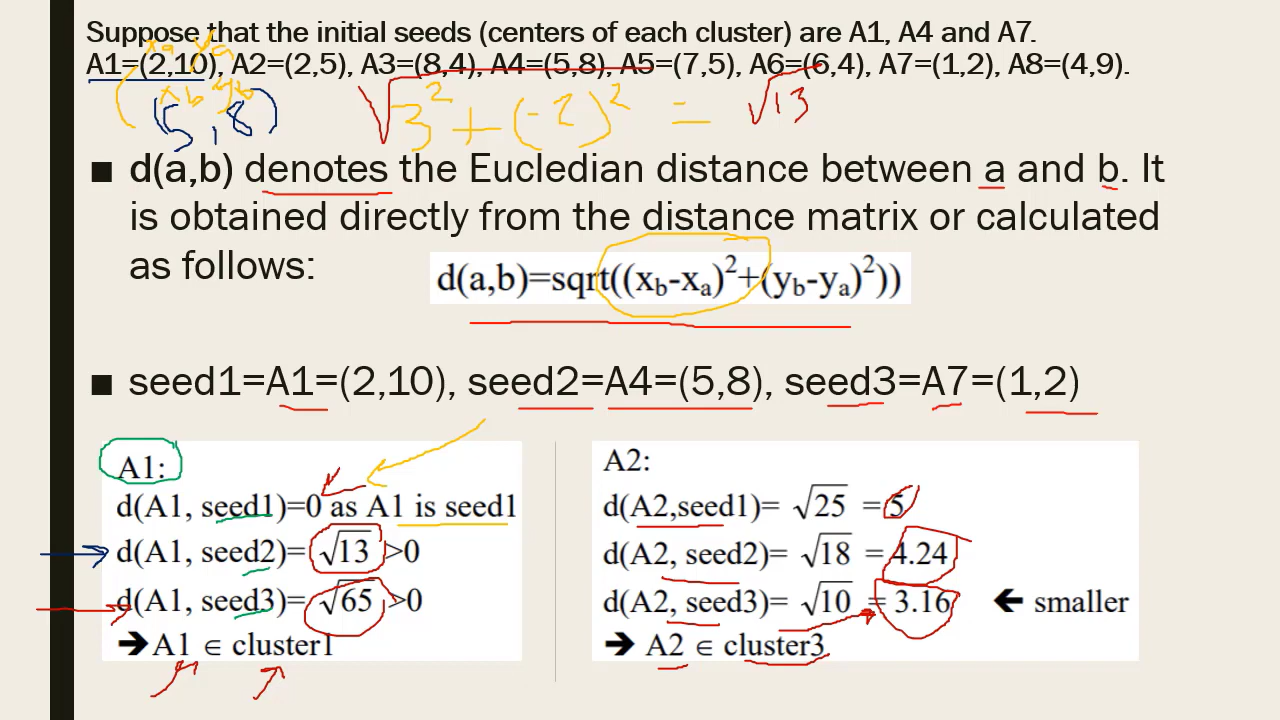 Suppose that the initial seeds (centers of each cluster) are A1, A4 and A7.
xa ya
A1=(2,10), A2=(2,5), A3=(8,4), A4=(5,8), A5=(7,5), A6=(6,4), A7=(1,2), A8=(4,9).
xb yb
(5,8) √3²+(-2)² = √13
■ d(a,b) denotes the Eucledian distance between a and b. It
is obtained directly from the distance matrix or calculated
as follows:
d(a,b)=sqrt((x_b-x_a)²+(y_b-y_a)²))
■ seed1=A1=(2,10), seed2=A4=(5,8), seed3=A7=(1,2)
A1:
d(A1, seed1)=0 as A1 is seed1
d(A1, seed2)= √13 >0
d(A1, seed3)= √65 >0
➔ A1 ∈ cluster1
A2:
d(A2,seed1)= √25 = 5
d(A2, seed2)= √18 = 4.24
d(A2, seed3)= √10 = 3.16 🡸 smaller
➔ A2 ∈ cluster3